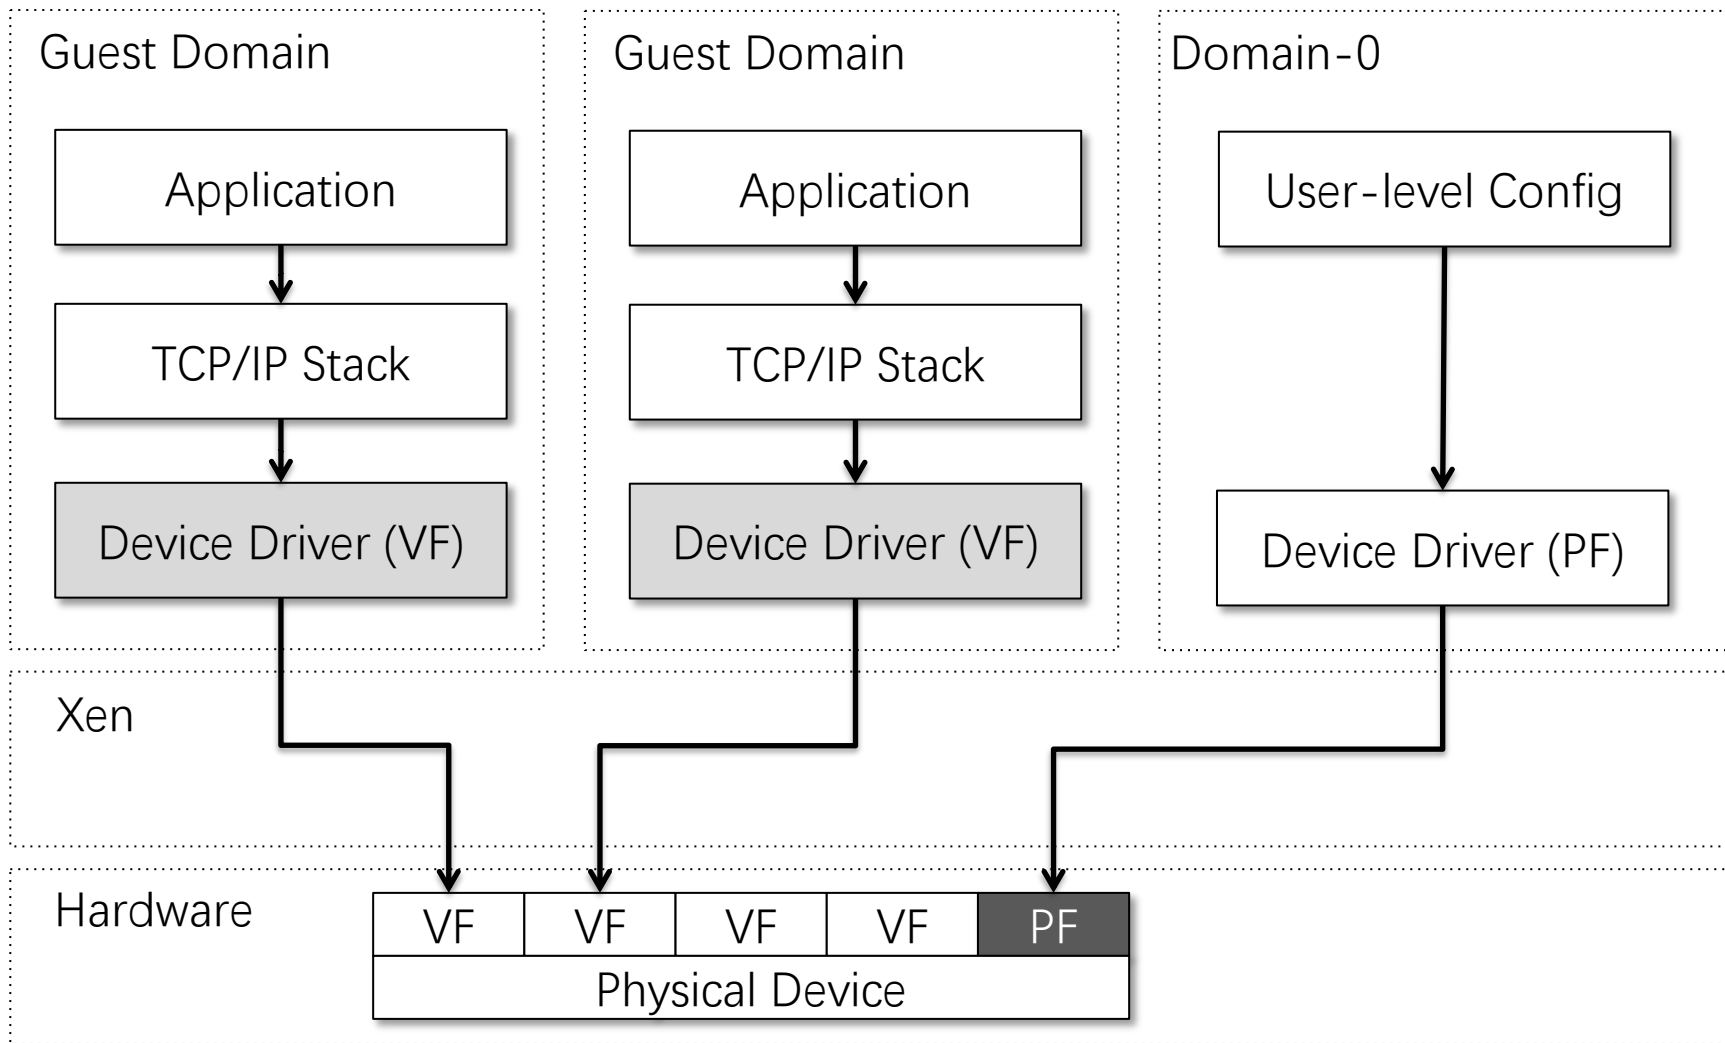 Guest Domain
Application
TCP/IP Stack
Device Driver (VF)
Guest Domain
Application
TCP/IP Stack
Device Driver (VF)
Domain-0
User-level Config
Device Driver (PF)
Xen
Hardware
VF VF VF VF PF
Physical Device